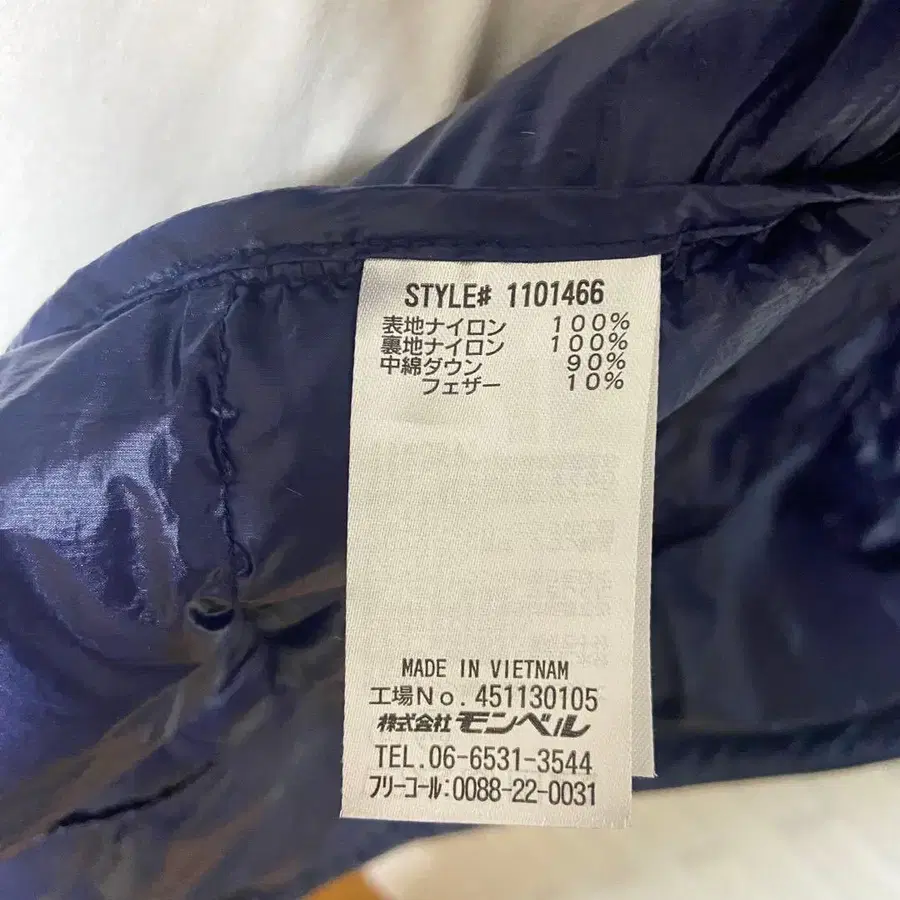 STYLE# 1101466
表地ナイロン 100%
裏地ナイロン 100%
中綿ダウン 90%
フェザー 10%
MADE IN VIETNAM
工場No. 451130105
株式会社モンベル
TEL. 06-6531-3544
フリーコール:0088-22-0031